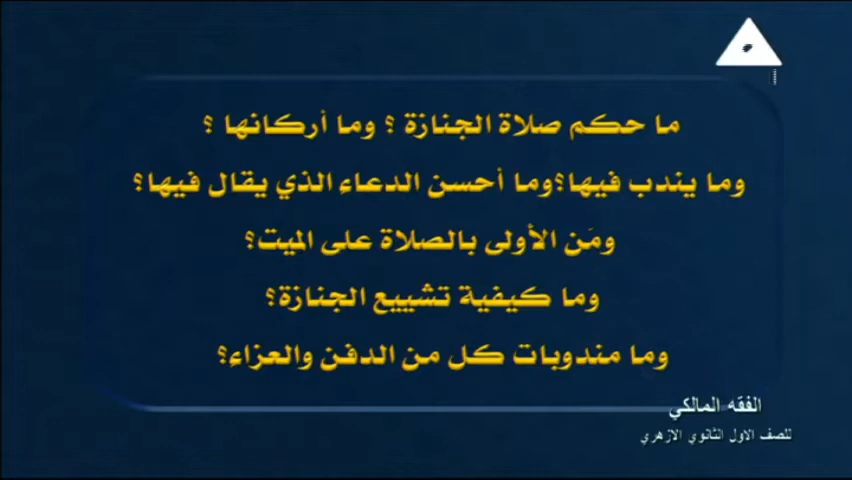 ما حكم صلاة الجنازة ؟ وما أركانها ؟
وما يندب فيها؟وما أحسن الدعاء الذي يقال فيها؟
ومَن الأولى بالصلاة على الميت؟
وما كيفية تشييع الجنازة؟
وما مندوبات كل من الدفن والعزاء؟
الفقه المالكي
للصف الاول الثانوي الازهري